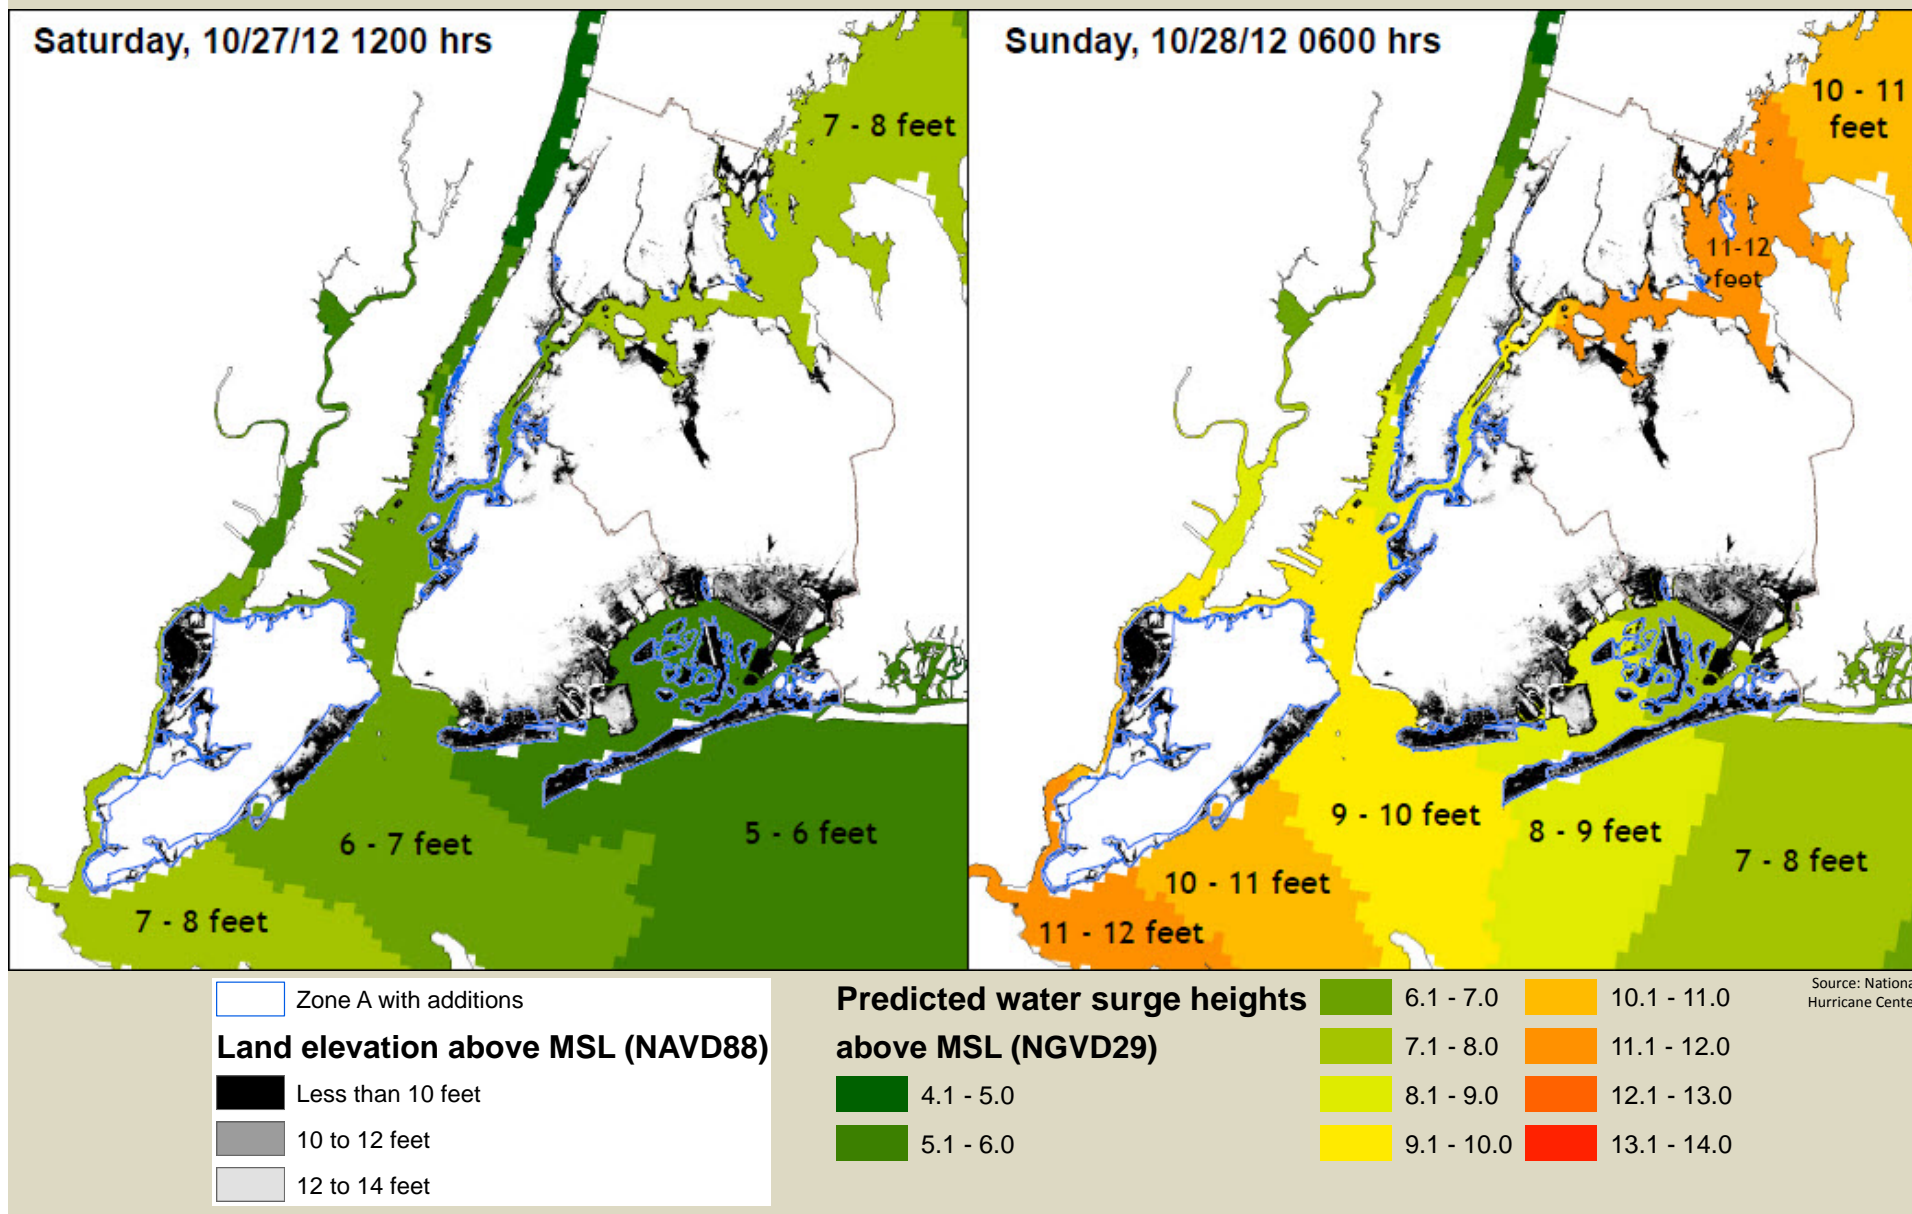 Saturday, 10/27/12 1200 hrs
7 - 8 feet
6 - 7 feet
5 - 6 feet
7 - 8 feet
Sunday, 10/28/12 0600 hrs
10 - 11
feet
11-12
feet
9 - 10 feet
8 - 9 feet
7 - 8 feet
10 - 11 feet
11 - 12 feet
Zone A with additions
Land elevation above MSL (NAVD88)
Less than 10 feet
10 to 12 feet
12 to 14 feet
Predicted water surge heights
above MSL (NGVD29)
4.1 - 5.0
5.1 - 6.0
6.1 - 7.0
7.1 - 8.0
8.1 - 9.0
9.1 - 10.0
10.1 - 11.0
11.1 - 12.0
12.1 - 13.0
13.1 - 14.0
Source: Nationa
Hurricane Cente